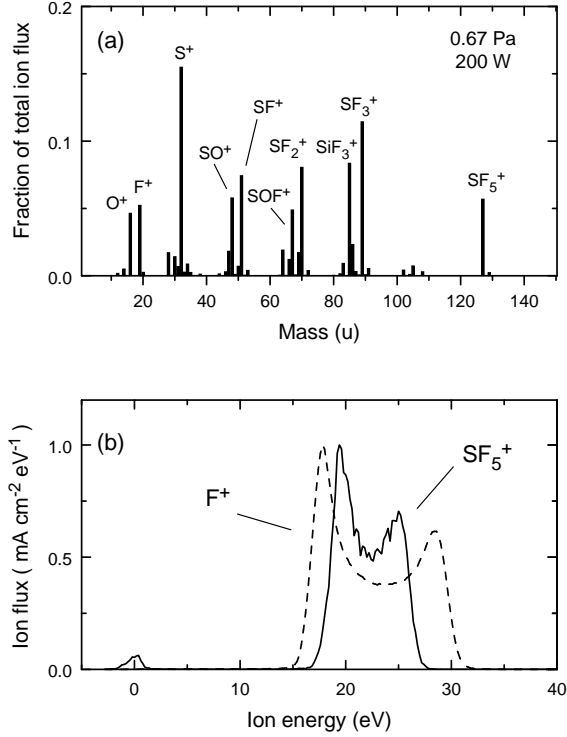 (a)
0.67 Pa
200 W
S⁺
SF⁺
SF₃⁺
SO⁺
SF₂⁺
SiF₃⁺
O⁺
F⁺
SOF⁺
SF₅⁺
Fraction of total ion flux
0.2
0.1
0.0
20 40 60 80 100 120 140
Mass (u)
(b)
SF₅⁺
F⁺
Ion flux ( mA cm⁻² eV⁻¹ )
1.0
0.5
0.0
0 10 20 30 40
Ion energy (eV)